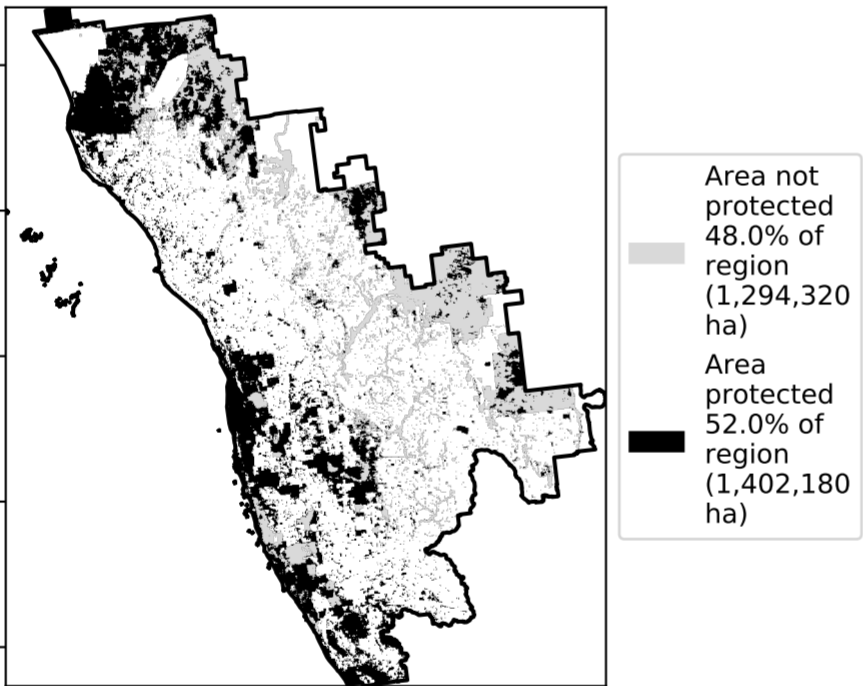 Area not
protected
48.0% of
region
(1,294,320
ha)
Area
protected
52.0% of
region
(1,402,180
ha)